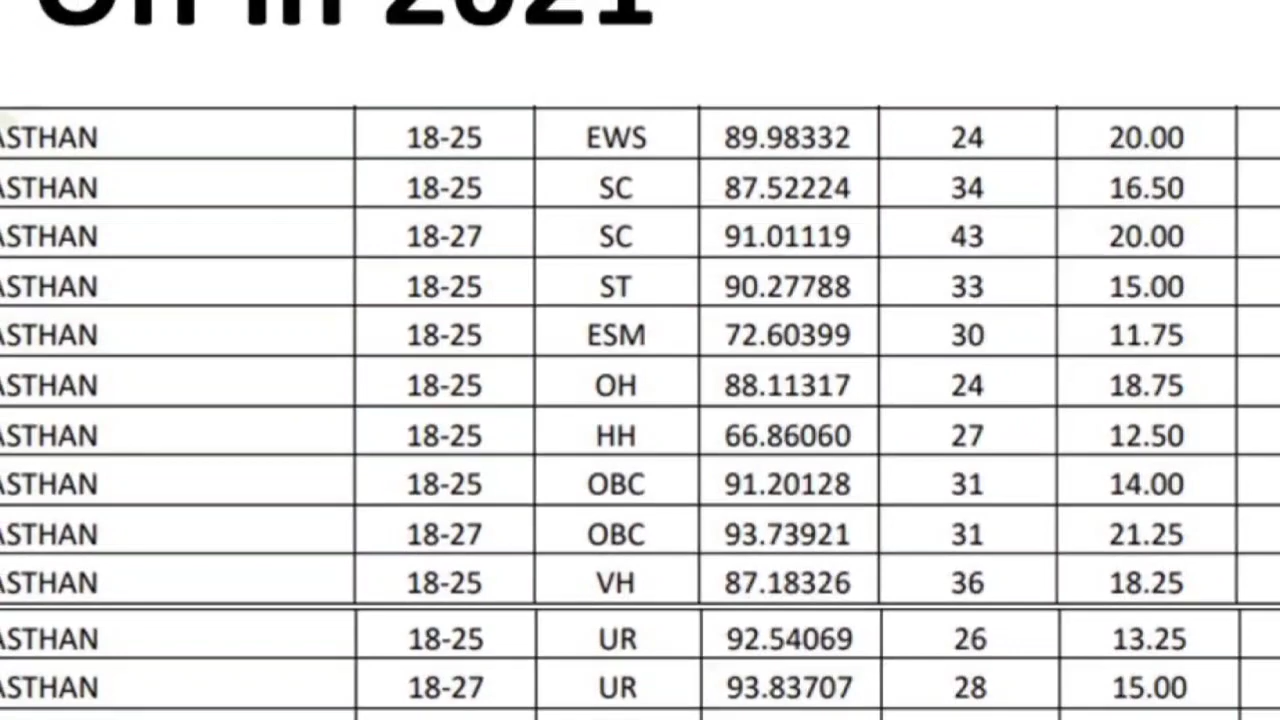 Off in 2021
ASTHAN 18-25 EWS 89.98332 24 20.00
ASTHAN 18-25 SC 87.52224 34 16.50
ASTHAN 18-27 SC 91.01119 43 20.00
ASTHAN 18-25 ST 90.27788 33 15.00
ASTHAN 18-25 ESM 72.60399 30 11.75
ASTHAN 18-25 OH 88.11317 24 18.75
ASTHAN 18-25 HH 66.86060 27 12.50
ASTHAN 18-25 OBC 91.20128 31 14.00
ASTHAN 18-27 OBC 93.73921 31 21.25
ASTHAN 18-25 VH 87.18326 36 18.25
ASTHAN 18-25 UR 92.54069 26 13.25
ASTHAN 18-27 UR 93.83707 28 15.00